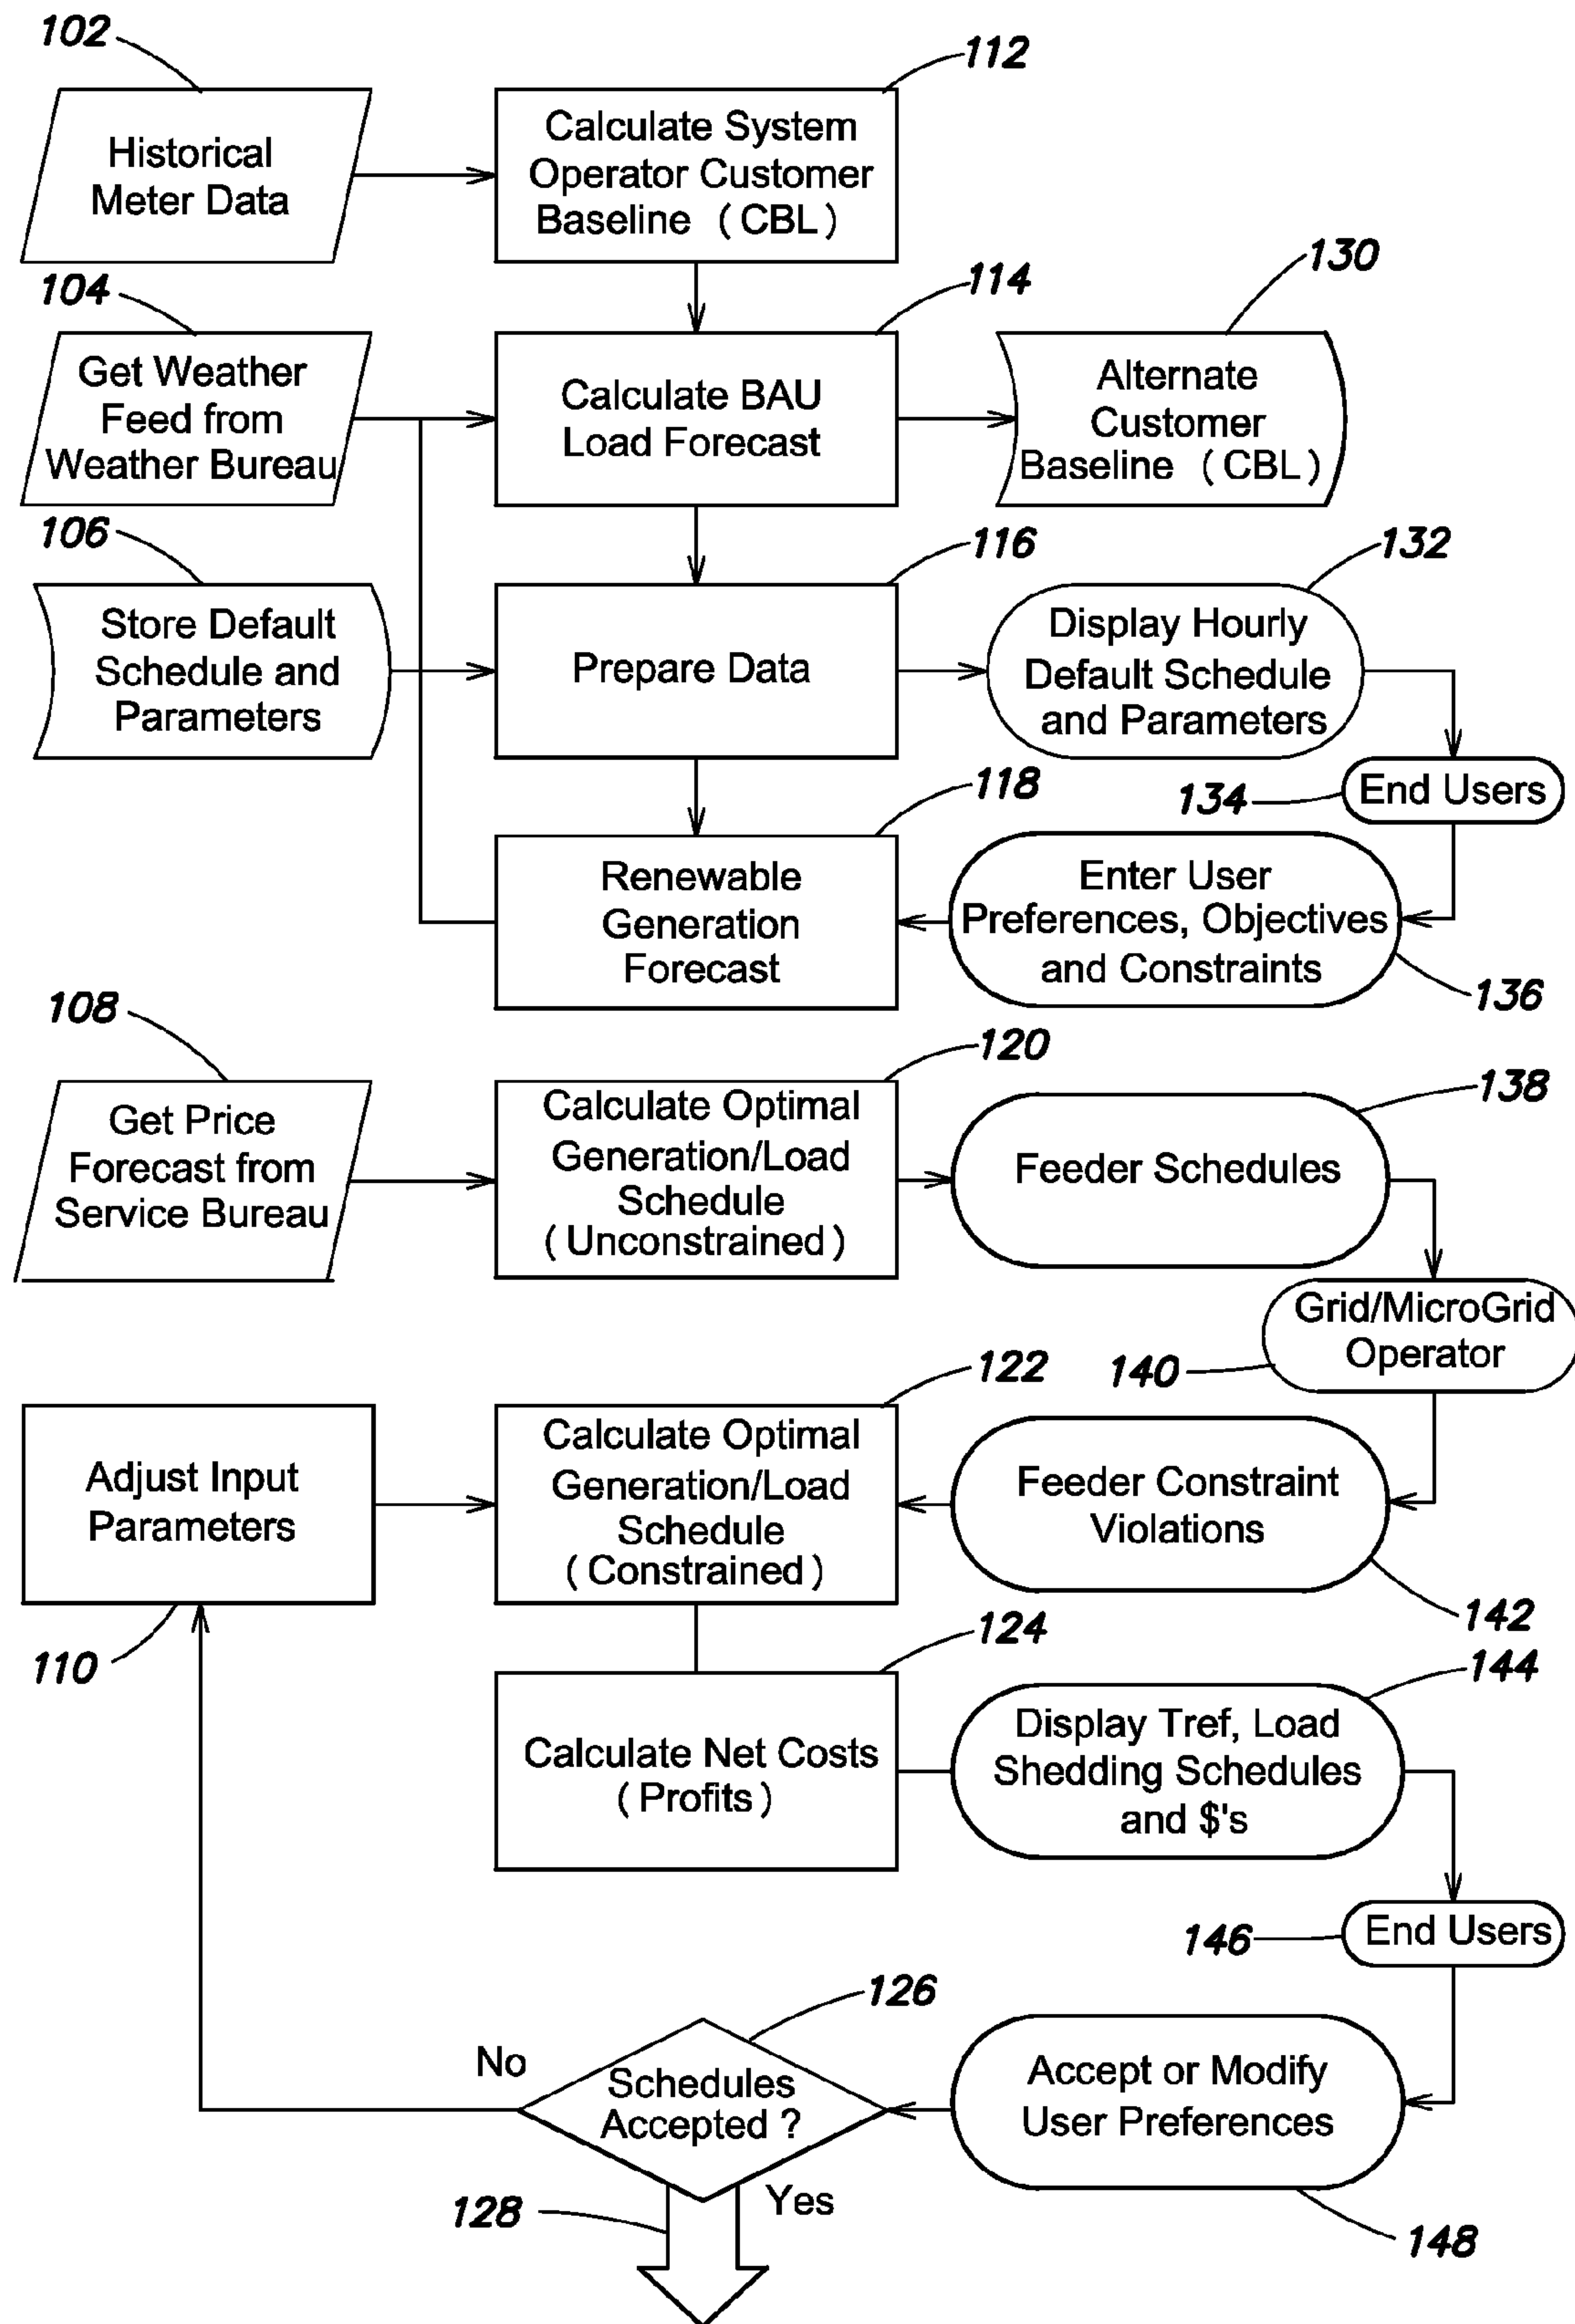 102
112
Historical
Meter Data
Calculate System
Operator Customer
Baseline (CBL)
104
114
130
Get Weather
Feed from
Weather Bureau
Calculate BAU
Load Forecast
Alternate
Customer
Baseline (CBL)
106
116
132
Store Default
Schedule and
Parameters
Prepare Data
Display Hourly
Default Schedule
and Parameters
118
134
End Users
Renewable
Generation
Forecast
Enter User
Preferences, Objectives
and Constraints
136
108
120
138
Get Price
Forecast from
Service Bureau
Calculate Optimal
Generation/Load
Schedule
(Unconstrained)
Feeder Schedules
Grid/MicroGrid
Operator
140
122
Adjust Input
Parameters
Calculate Optimal
Generation/Load
Schedule
(Constrained)
Feeder Constraint
Violations
142
110
124
144
Calculate Net Costs
(Profits)
Display Tref, Load
Shedding Schedules
and $'s
146
End Users
126
No
Schedules
Accepted ?
Accept or Modify
User Preferences
128
Yes
148